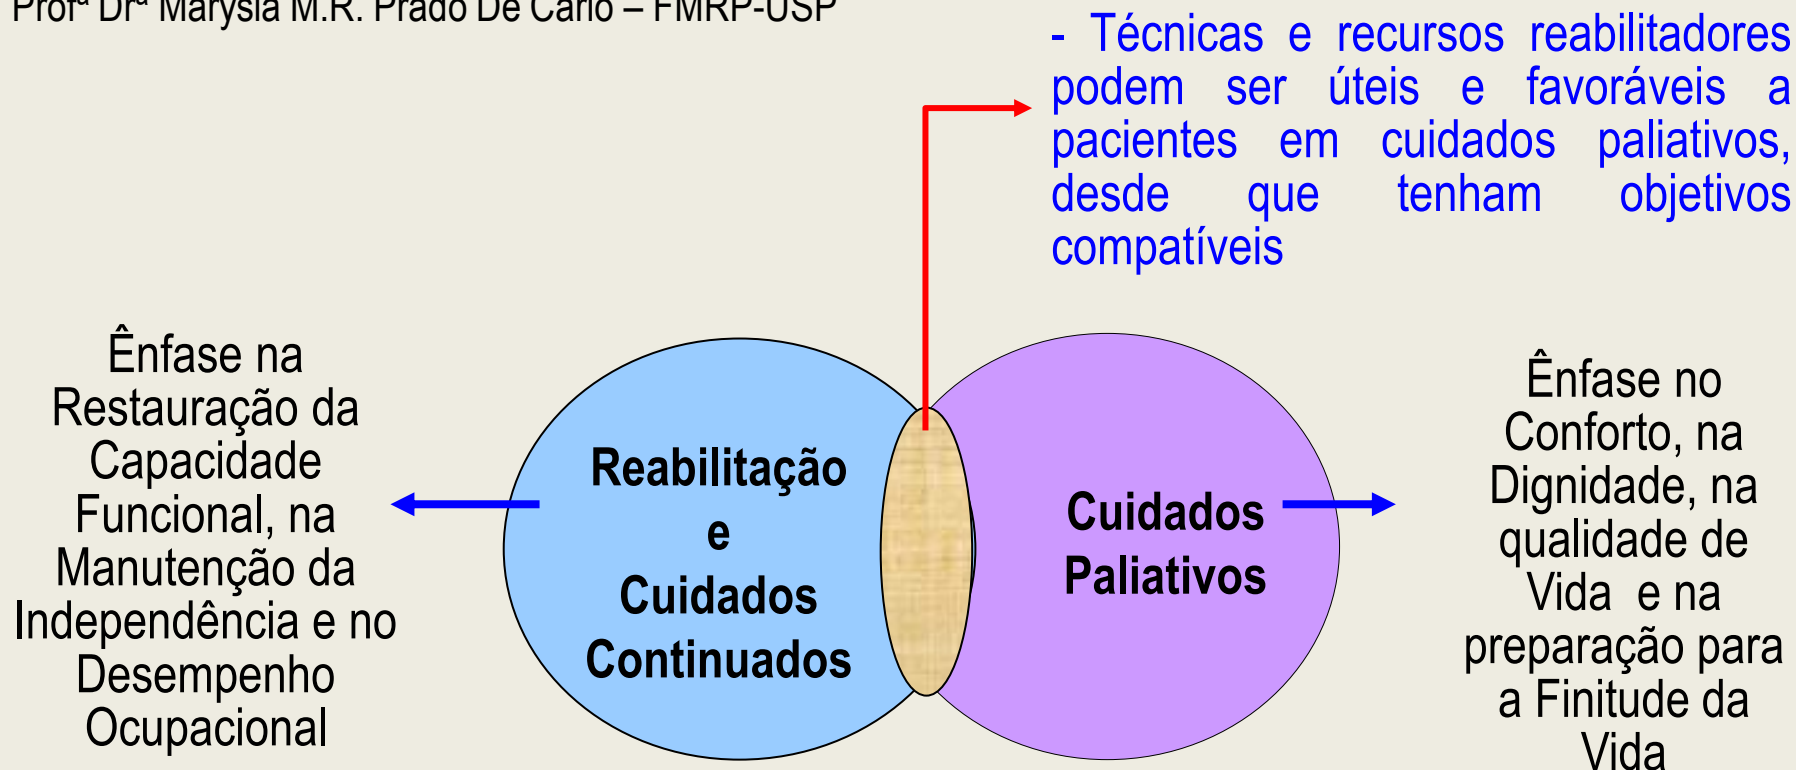 Profª Drª Marysia M.R. Prado De Carlo – FMRP-USP
- Técnicas e recursos reabilitadores
podem ser úteis e favoráveis a
pacientes em cuidados paliativos,
desde que tenham objetivos
compatíveis
Ênfase na
Restauração da
Capacidade
Funcional, na
Manutenção da
Independência e no
Desempenho
Ocupacional
Reabilitação
e
Cuidados
Continuados
Cuidados
Paliativos
Ênfase no
Conforto, na
Dignidade, na
qualidade de
Vida e na
preparação para
a Finitude da
Vida